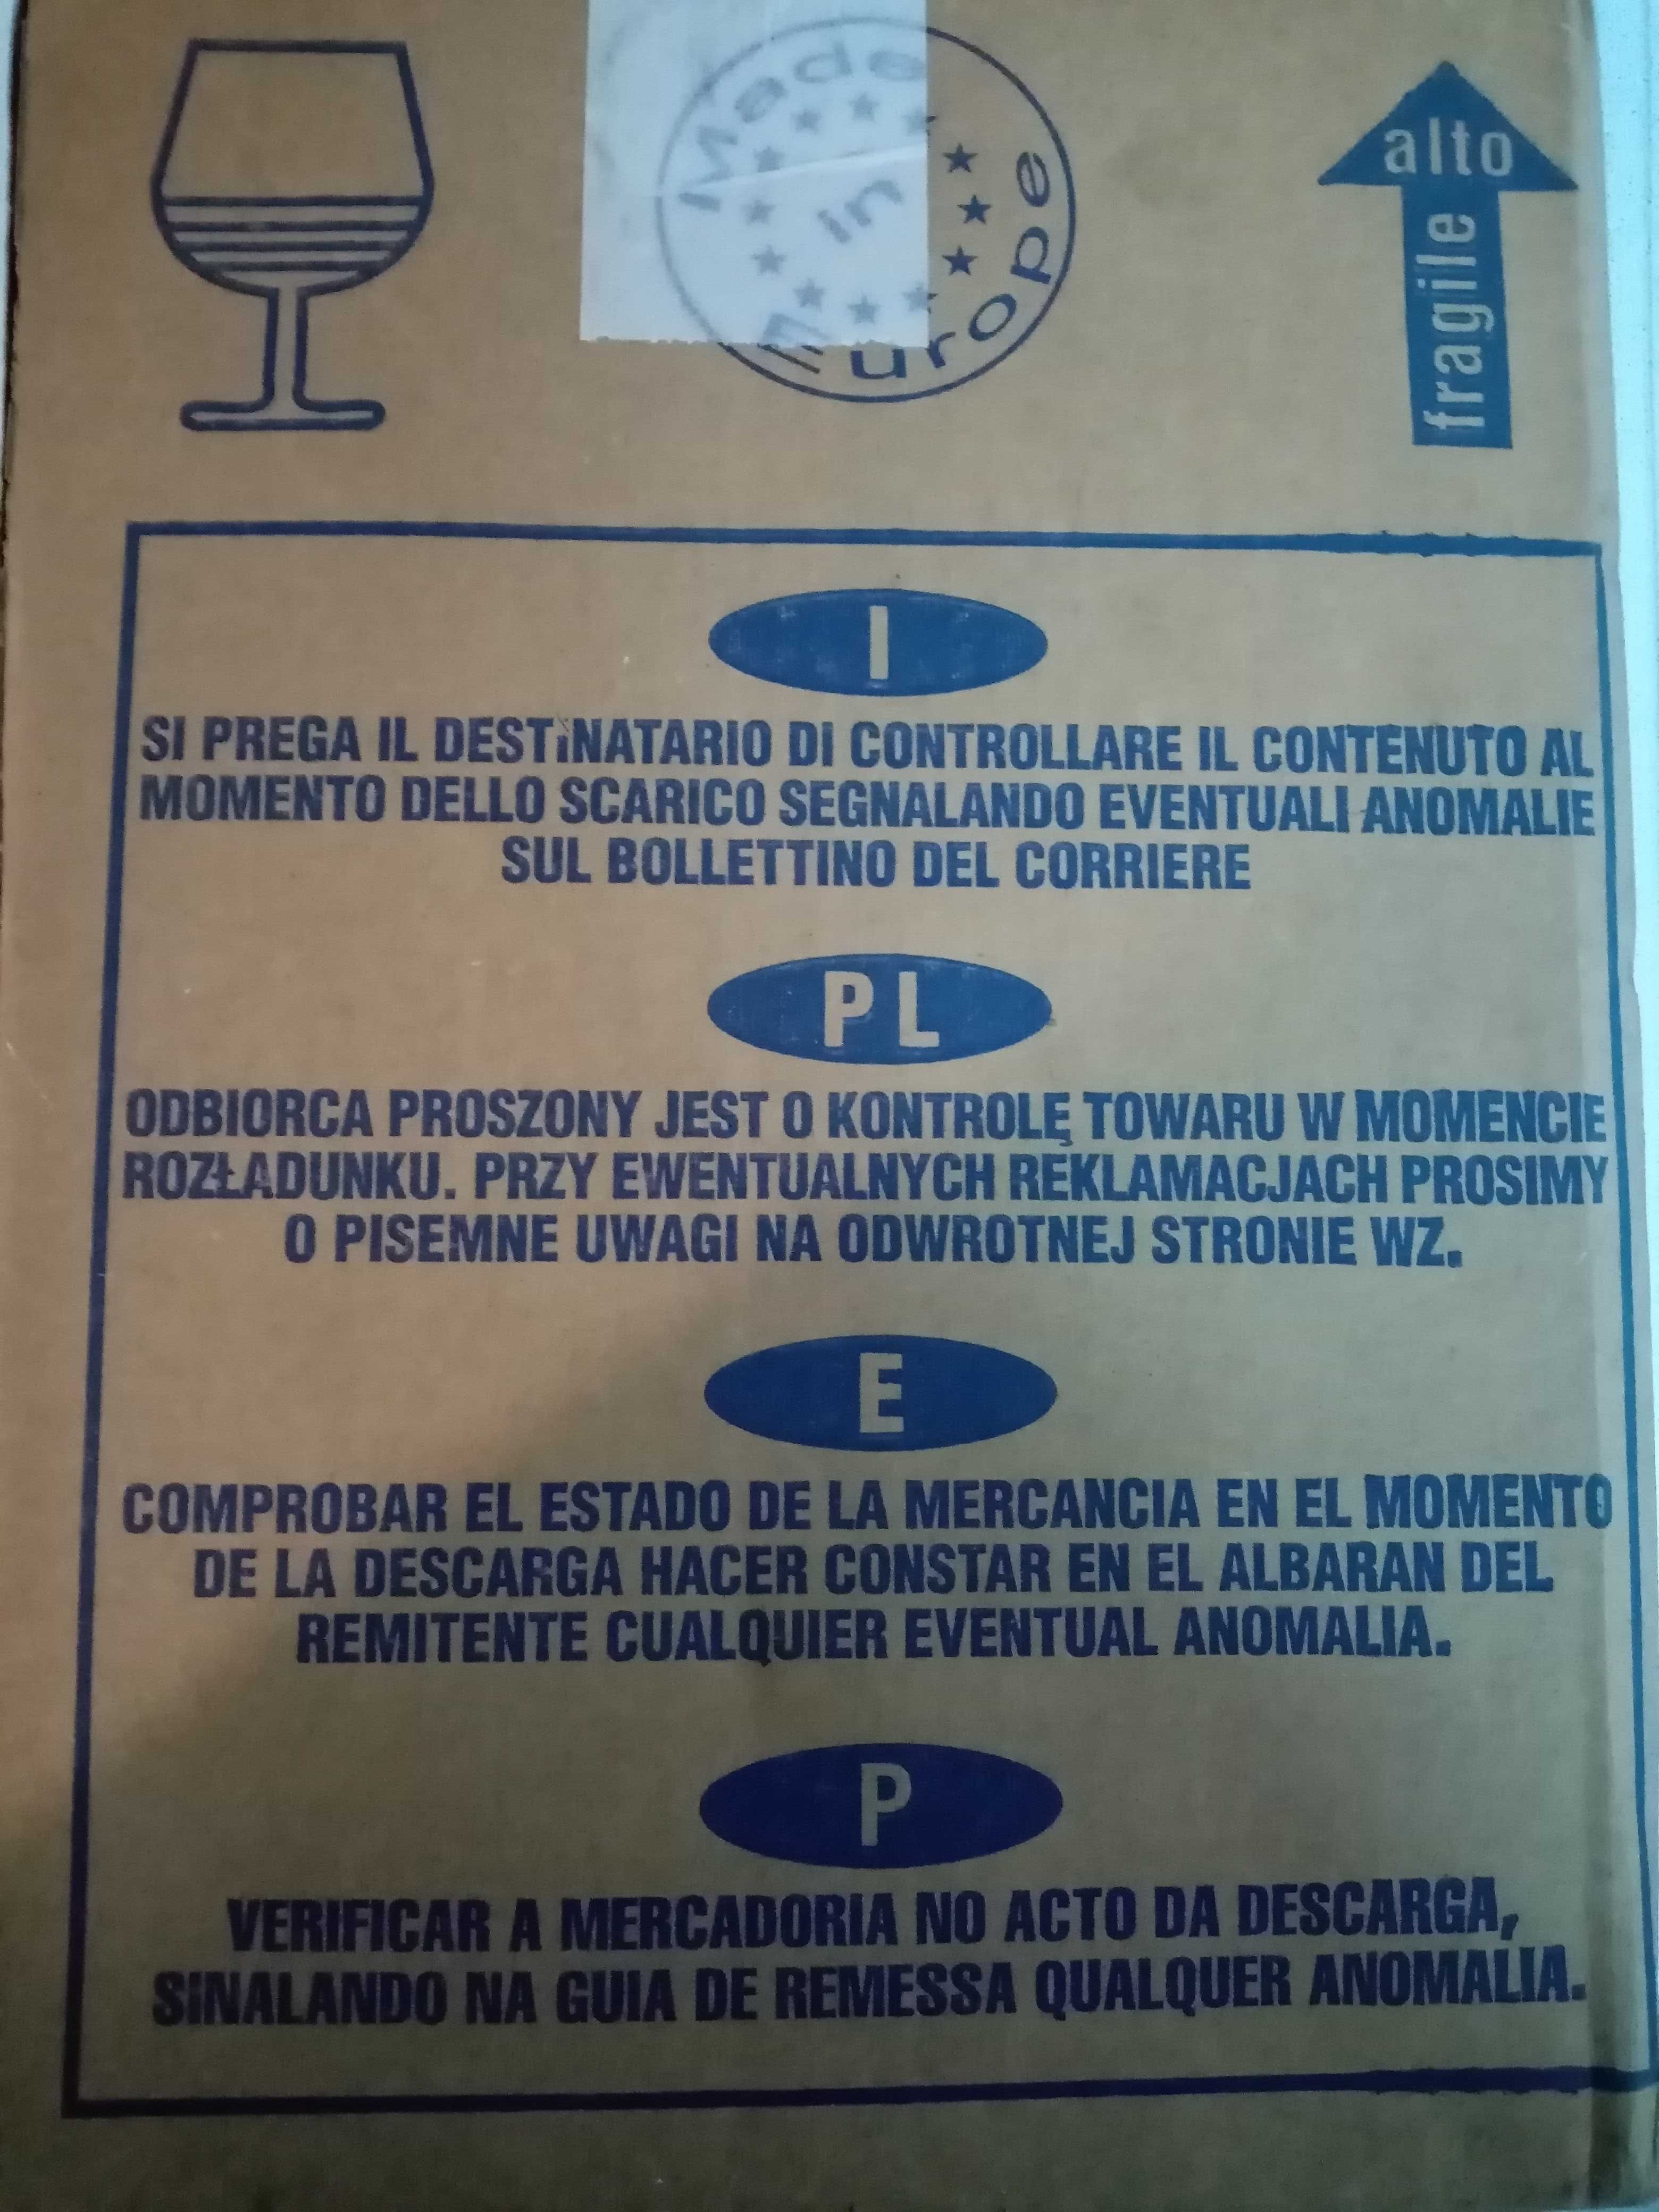 Made in Europe
alto
fragile
I
SI PREGA IL DESTINATARIO DI CONTROLLARE IL CONTENUTO AL
MOMENTO DELLO SCARICO SEGNALANDO EVENTUALI ANOMALIE
SUL BOLLETTINO DEL CORRIERE
PL
ODBIORCA PROSZONY JEST O KONTROLĘ TOWARU W MOMENCIE
ROZŁADUNKU. PRZY EWENTUALNYCH REKLAMACJACH PROSIMY
O PISEMNE UWAGI NA ODWROTNEJ STRONIE WZ.
E
COMPROBAR EL ESTADO DE LA MERCANCIA EN EL MOMENTO
DE LA DESCARGA HACER CONSTAR EN EL ALBARAN DEL
REMITENTE CUALQUIER EVENTUAL ANOMALIA.
P
VERIFICAR A MERCADORIA NO ACTO DA DESCARGA,
SINALANDO NA GUIA DE REMESSA QUALQUER ANOMALIA.